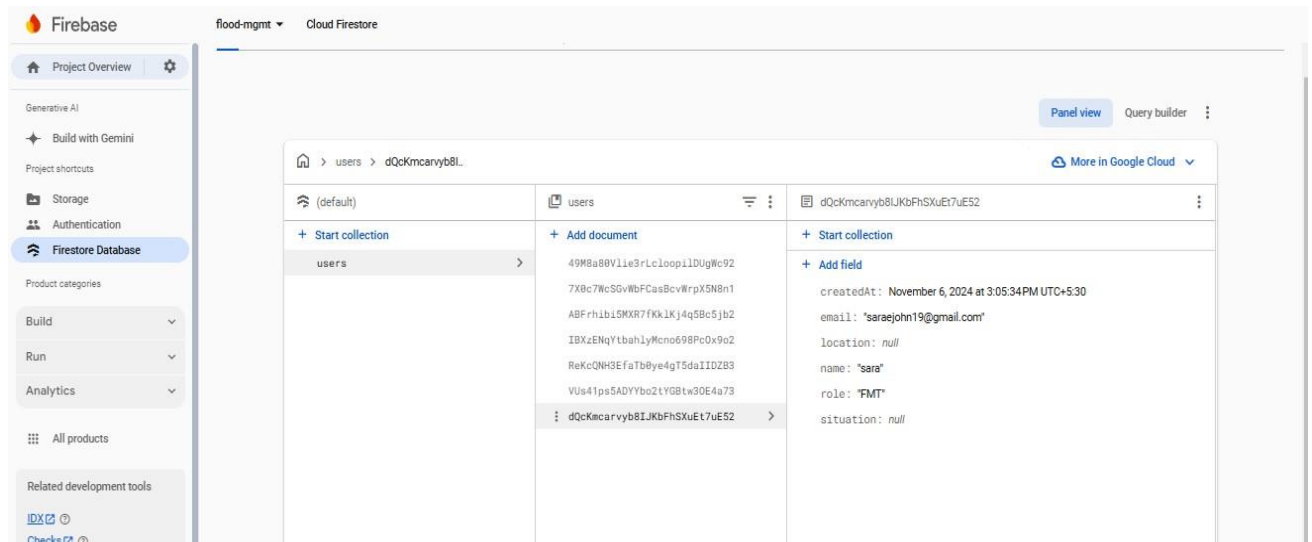 Firebase
flood-mgmt
Cloud Firestore
Project Overview
Generative AI
Build with Gemini
Project shortcuts
Storage
Authentication
Firestore Database
Product categories
Build
Run
Analytics
All products
Related development tools
IDX
Checks
Panel view
Query builder
users > dQcKmcarvyb8I...
More in Google Cloud
(default)
+ Start collection
users
users
+ Add document
49M8a80Vlie3rLcloopilDUgWc92
7X0c7WcSGvWbFCasBcvWrpX5N8n1
ABFrhibi5MXR7fKklKj4q5Bc5jb2
IBXzENqYtbahlyMcno698PcOx9o2
ReKcQNH3EfaTb0ye4gT5daIIDZB3
VUs41ps5ADYYbo2tYGBtw3OE4a73
dQcKmcarvyb8IJKbFhSXuEt7uE52
dQcKmcarvyb8IJKbFhSXuEt7uE52
+ Start collection
+ Add field
createdAt: November 6, 2024 at 3:05:34 PM UTC+5:30
email: "saraejohn19@gmail.com"
location: null
name: "sara"
role: "FMT"
situation: null